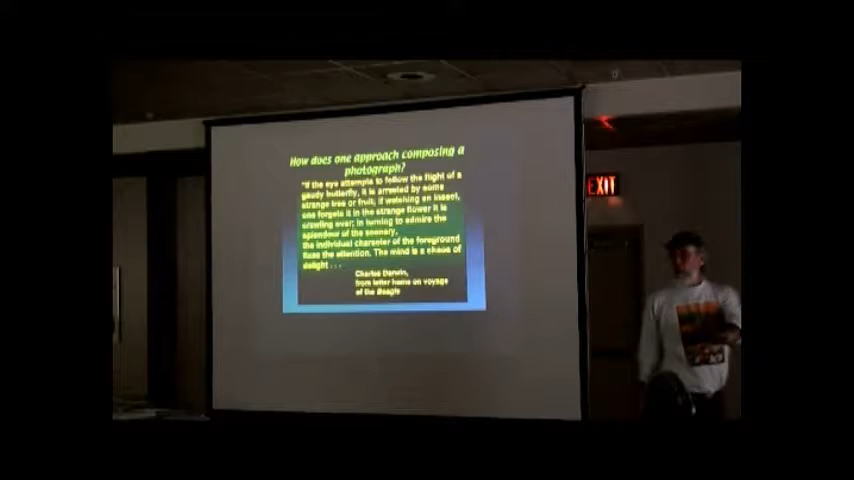 How does one approach composing a
photograph?
"If the eye attempts to follow the flight of a
gaudy butterfly, it is arrested by some
strange tree or fruit; if watching an insect,
one forgets it in the strange flower it is
crawling over; in turning to admire the
splendour of the scenery,
the individual character of the foreground
fixes the attention. The mind is a chaos of
delight . . .
Charles Darwin,
from letter home on voyage
of the Beagle
EXIT